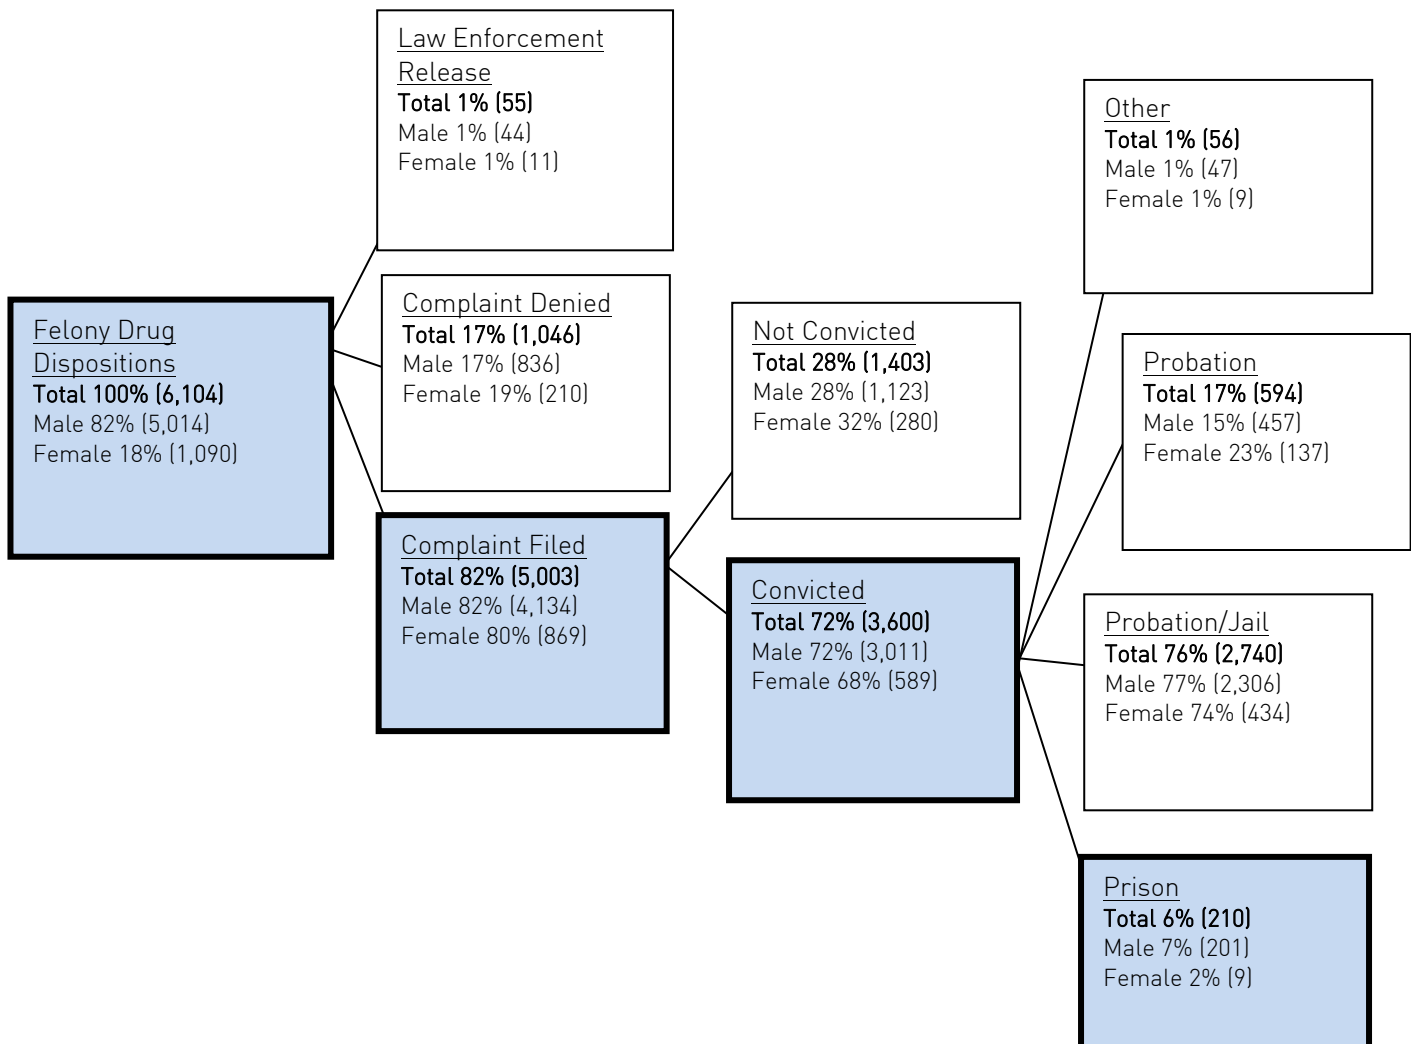 Law Enforcement
Release
Total 1% (55)
Male 1% (44)
Female 1% (11)
Other
Total 1% (56)
Male 1% (47)
Female 1% (9)
Felony Drug
Dispositions
Total 100% (6,104)
Male 82% (5,014)
Female 18% (1,090)
Complaint Denied
Total 17% (1,046)
Male 17% (836)
Female 19% (210)
Not Convicted
Total 28% (1,403)
Male 28% (1,123)
Female 32% (280)
Probation
Total 17% (594)
Male 15% (457)
Female 23% (137)
Complaint Filed
Total 82% (5,003)
Male 82% (4,134)
Female 80% (869)
Convicted
Total 72% (3,600)
Male 72% (3,011)
Female 68% (589)
Probation/Jail
Total 76% (2,740)
Male 77% (2,306)
Female 74% (434)
Prison
Total 6% (210)
Male 7% (201)
Female 2% (9)